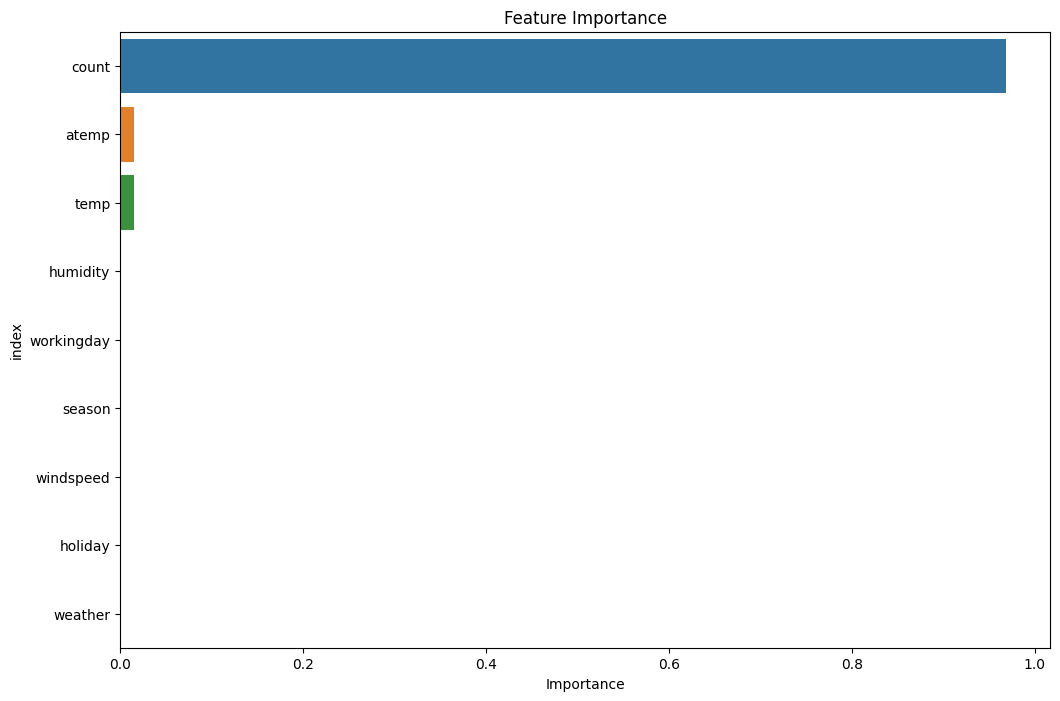 Feature Importance
count
atemp
temp
humidity
workingday
season
windspeed
holiday
weather
index
0.0 0.2 0.4 0.6 0.8 1.0
Importance